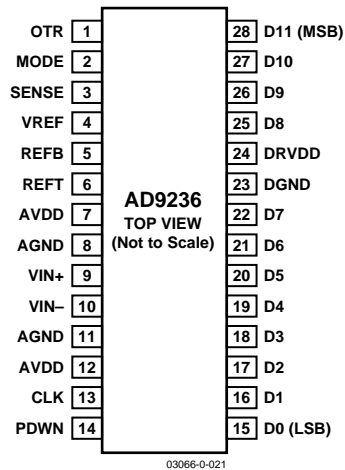 OTR 1 28 D11 (MSB)
MODE 2 27 D10
SENSE 3 26 D9
VREF 4 25 D8
REFB 5 24 DRVDD
REFT 6 23 DGND
AVDD 7 22 D7
AGND 8 21 D6
VIN+ 9 20 D5
VIN– 10 19 D4
AGND 11 18 D3
AVDD 12 17 D2
CLK 13 16 D1
PDWN 14 15 D0 (LSB)
AD9236
TOP VIEW
(Not to Scale)
03066-0-021